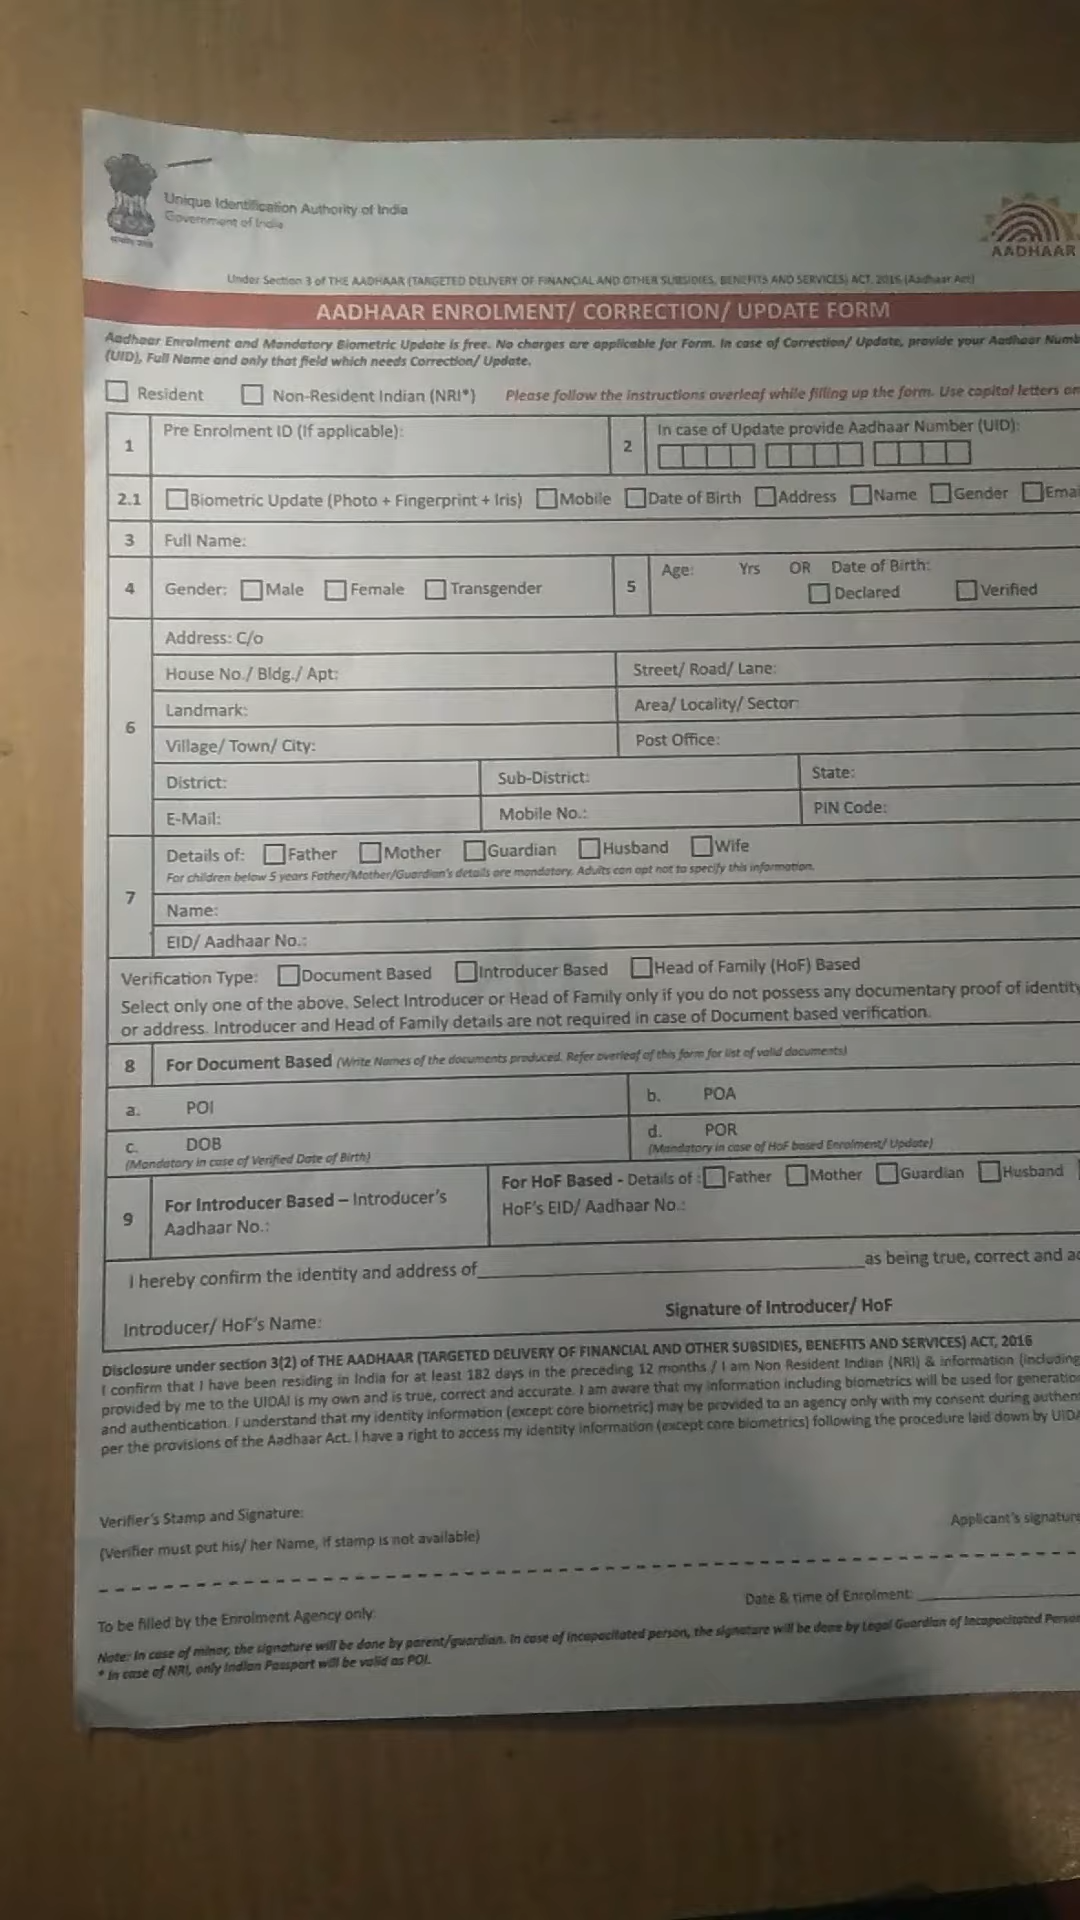 Unique Identification Authority of India
Government of India
AADHAAR
Under Section 3 of THE AADHAAR (TARGETED DELIVERY OF FINANCIAL AND OTHER SUBSIDIES, BENEFITS AND SERVICES) ACT, 2016 (Aadhaar Act)
AADHAAR ENROLMENT/ CORRECTION/ UPDATE FORM
Aadhaar Enrolment and Mandatory Biometric Update is free. No charges are applicable for Form. In case of Correction/ Update, provide your Aadhaar Numb
(UID), Full Name and only that field which needs Correction/ Update.
Resident Non-Resident Indian (NRI*) Please follow the instructions overleaf while filling up the form. Use capital letters on
1 Pre Enrolment ID (If applicable): 2 In case of Update provide Aadhaar Number (UID):
2.1 Biometric Update (Photo + Fingerprint + Iris) Mobile Date of Birth Address Name Gender Emai
3 Full Name:
4 Gender: Male Female Transgender 5 Age: Yrs OR Date of Birth:
Declared Verified
6 Address: C/o
House No./ Bldg./ Apt: Street/ Road/ Lane:
Landmark: Area/ Locality/ Sector:
Village/ Town/ City: Post Office:
District: Sub-District: State:
E-Mail: Mobile No.: PIN Code:
7 Details of: Father Mother Guardian Husband Wife
For children below 5 years Father/Mother/Guardian's details are mandatory. Adults can opt not to specify this information.
Name:
EID/ Aadhaar No.:
Verification Type: Document Based Introducer Based Head of Family (HoF) Based
Select only one of the above. Select Introducer or Head of Family only if you do not possess any documentary proof of identity
or address. Introducer and Head of Family details are not required in case of Document based verification.
8 For Document Based (Write Names of the documents produced. Refer overleaf of this form for list of valid documents)
a. POI b. POA
c. DOB d. POR
(Mandatory in case of Verified Date of Birth) (Mandatory in case of HoF based Enrolment/ Update)
9 For Introducer Based – Introducer's
Aadhaar No.:
For HoF Based - Details of : Father Mother Guardian Husband
HoF's EID/ Aadhaar No.:
I hereby confirm the identity and address of as being true, correct and ac
Introducer/ HoF's Name: Signature of Introducer/ HoF
Disclosure under section 3(2) of THE AADHAAR (TARGETED DELIVERY OF FINANCIAL AND OTHER SUBSIDIES, BENEFITS AND SERVICES) ACT, 2016
I confirm that I have been residing in India for at least 182 days in the preceding 12 months / I am Non Resident Indian (NRI) & information (including
provided by me to the UIDAI is my own and is true, correct and accurate. I am aware that my information including biometrics will be used for generation
and authentication. I understand that my identity information (except core biometric) may be provided to an agency only with my consent during authent
per the provisions of the Aadhaar Act. I have a right to access my identity information (except core biometrics) following the procedure laid down by UIDA
Verifier's Stamp and Signature:
(Verifier must put his/ her Name, if stamp is not available)
Applicant's signature
To be filled by the Enrolment Agency only: Date & time of Enrolment:
Note: In case of minor, the signature will be done by parent/guardian. In case of incapacitated person, the signature will be done by Legal Guardian of Incapacitated Person
* In case of NRI, only Indian Passport will be valid as POI.